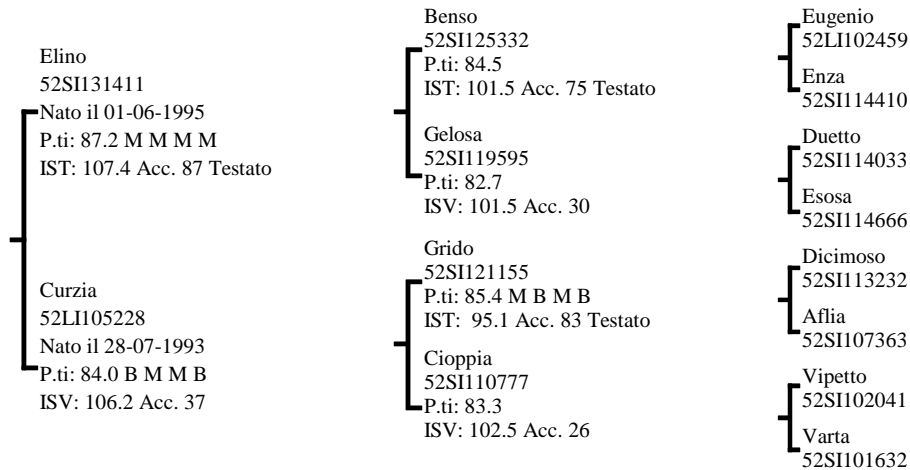 Elino
52SI131411
Nato il 01-06-1995
P.ti: 87.2 M M M M
IST: 107.4 Acc. 87 Testato
Curzia
52LI105228
Nato il 28-07-1993
P.ti: 84.0 B M M B
ISV: 106.2 Acc. 37
Benso
52SI125332
P.ti: 84.5
IST: 101.5 Acc. 75 Testato
Gelosa
52SI119595
P.ti: 82.7
ISV: 101.5 Acc. 30
Grido
52SI121155
P.ti: 85.4 M B M B
IST: 95.1 Acc. 83 Testato
Cioppia
52SI110777
P.ti: 83.3
ISV: 102.5 Acc. 26
Eugenio
52LI102459
Enza
52SI114410
Duetto
52SI114033
Esosa
52SI114666
Dicimoso
52SI113232
Aflia
52SI107363
Vipetto
52SI102041
Varta
52SI101632